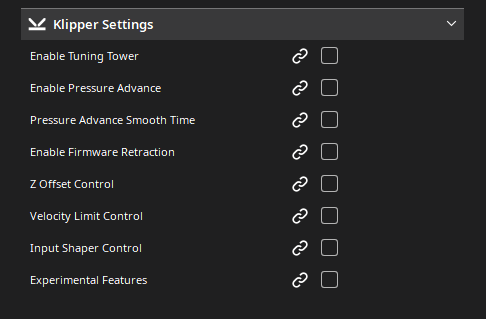 Klipper Settings
Enable Tuning Tower
Enable Pressure Advance
Pressure Advance Smooth Time
Enable Firmware Retraction
Z Offset Control
Velocity Limit Control
Input Shaper Control
Experimental Features